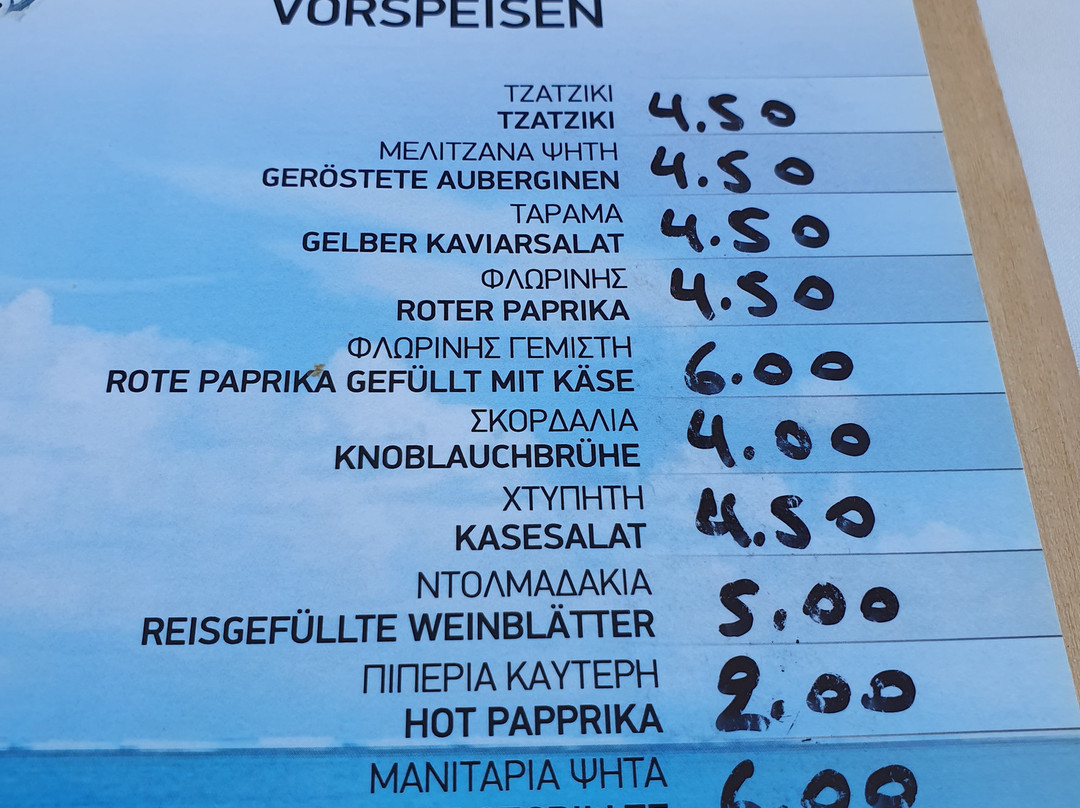 VORSPEISEN
ΤΖΑΤΖΙΚΙ
TZATZIKI 4.50
ΜΕΛΙΤΖΑΝΑ ΨΗΤΗ
GERÖSTETE AUBERGINEN 4.50
ΤΑΡΑΜΑ
GELBER KAVIARSALAT 4.50
ΦΛΩΡΙΝΗΣ
ROTER PAPRIKA 4.50
ΦΛΩΡΙΝΗΣ ΓΕΜΙΣΤΗ
ROTE PAPRIKA GEFÜLLT MIT KÄSE 6.00
ΣΚΟΡΔΑΛΙΑ
KNOBLAUCHBRÜHE 4.00
ΧΤΥΠΗΤΗ
KASESALAT 4.50
ΝΤΟΛΜΑΔΑΚΙΑ
REISGEFÜLLTE WEINBLÄTTER 5.00
ΠΙΠΕΡΙΑ ΚΑΥΤΕΡΗ
HOT PAPPRIKA 2.00
ΜΑΝΙΤΑΡΙΑ ΨΗΤΑ 6.00